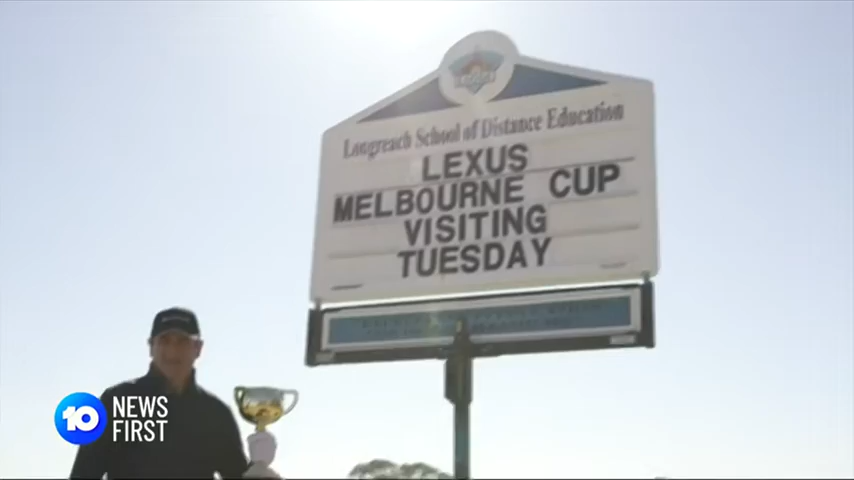 Longreach School of Distance Education
LEXUS
MELBOURNE CUP
VISITING
TUESDAY
10 NEWS
FIRST